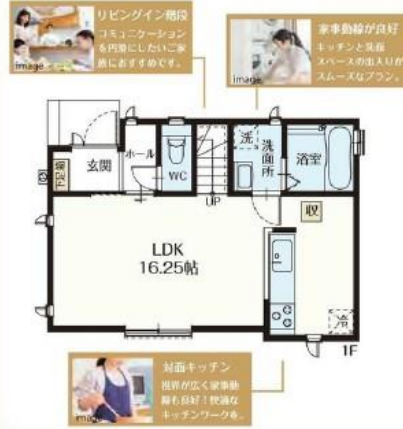 リビングイン階段
コミュニケーション
を円滑にしたいご家
族におすすめです。
image
家事動線が良好
キッチンと洗面
スペースの出入りが
スムーズなプラン。
image
下足箱
玄関
ホール
WC
UP
洗
洗面所
浴室
収
LDK
16.25帖
冷
1F
対面キッチン
視界が広く家事動
線も良好!快適な
キッチンワークを。
image